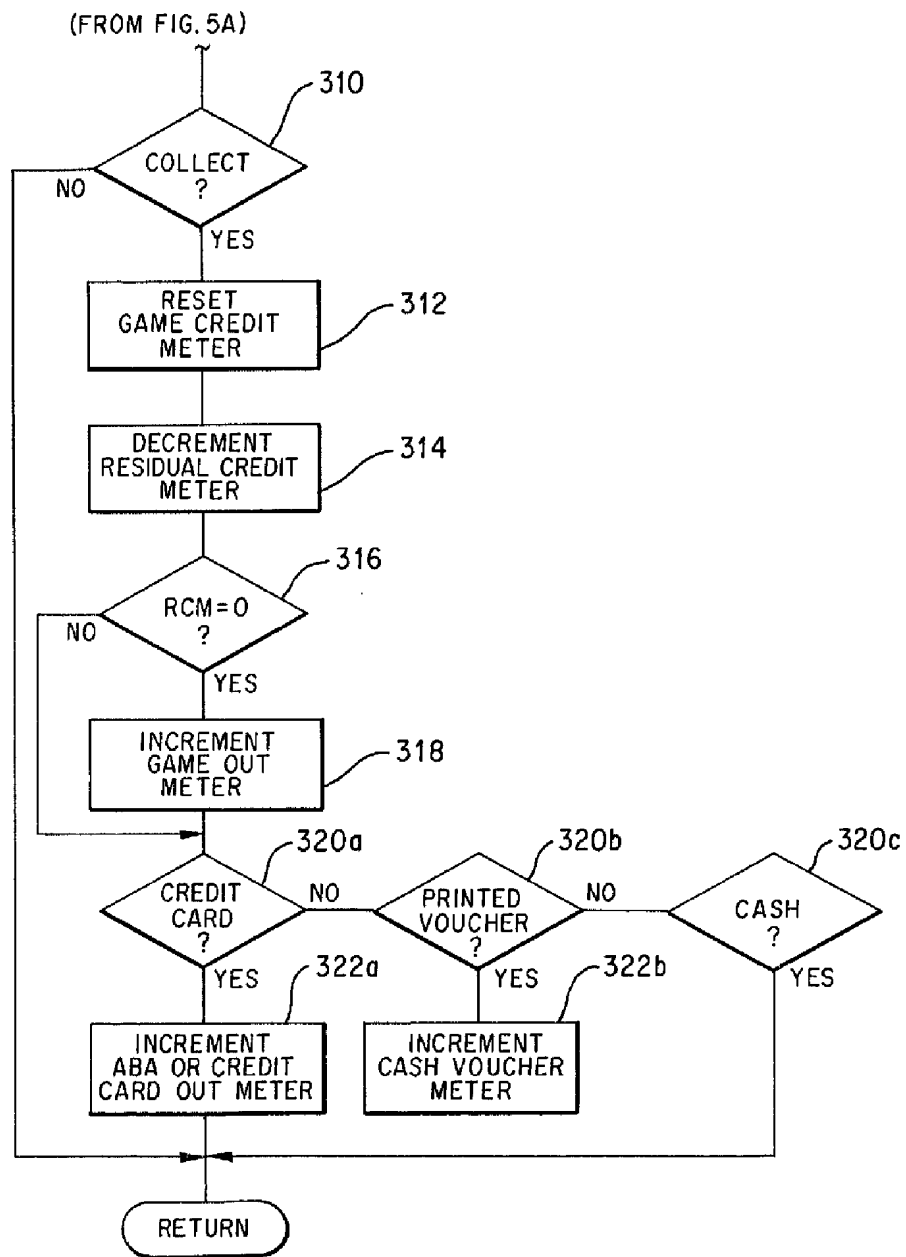 (FROM FIG. 5A)
310
COLLECT
?
NO
YES
RESET
GAME CREDIT
METER
312
DECREMENT
RESIDUAL CREDIT
METER
314
316
RCM=0
?
NO
YES
INCREMENT
GAME OUT
METER
318
320a
CREDIT
CARD
?
NO
YES
320b
PRINTED
VOUCHER
?
NO
YES
320c
CASH
?
YES
322a
INCREMENT
ABA OR CREDIT
CARD OUT METER
322b
INCREMENT
CASH VOUCHER
METER
RETURN